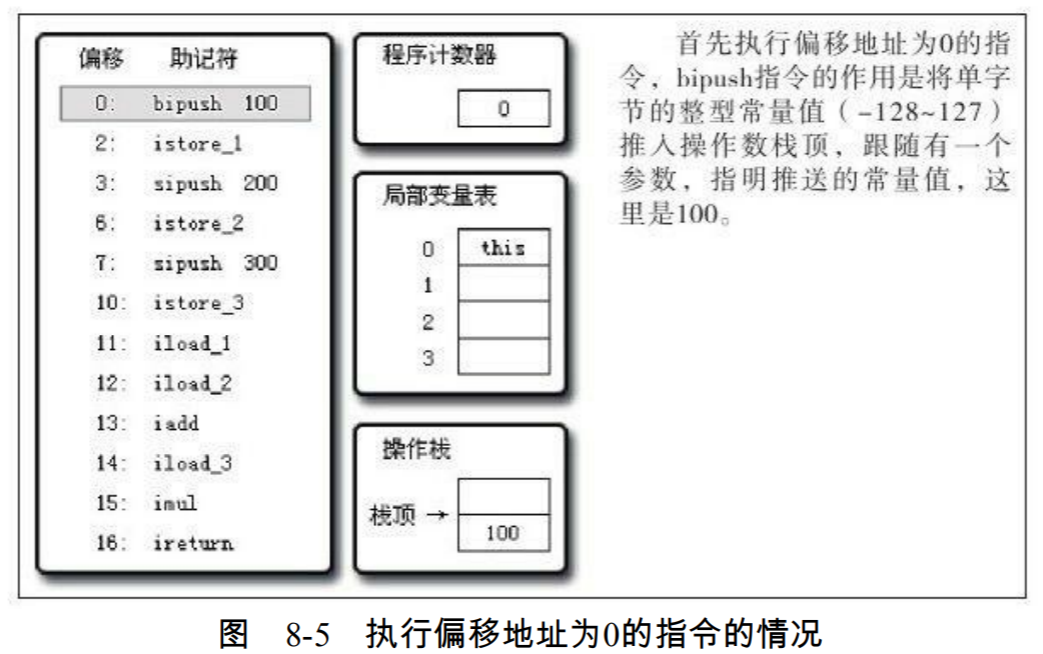 偏移 助记符
0: bipush 100
2: istore_1
3: sipush 200
6: istore_2
7: sipush 300
10: istore_3
11: iload_1
12: iload_2
13: iadd
14: iload_3
15: imul
16: ireturn
程序计数器
0
局部变量表
0 this
1
2
3
操作栈
栈顶 →
100
首先执行偏移地址为0的指
令，bipush指令的作用是将单字
节的整型常量值（-128~127）
推入操作数栈顶，跟随有一个
参数，指明推送的常量值，这
里是100。
图 8-5 执行偏移地址为0的指令的情况